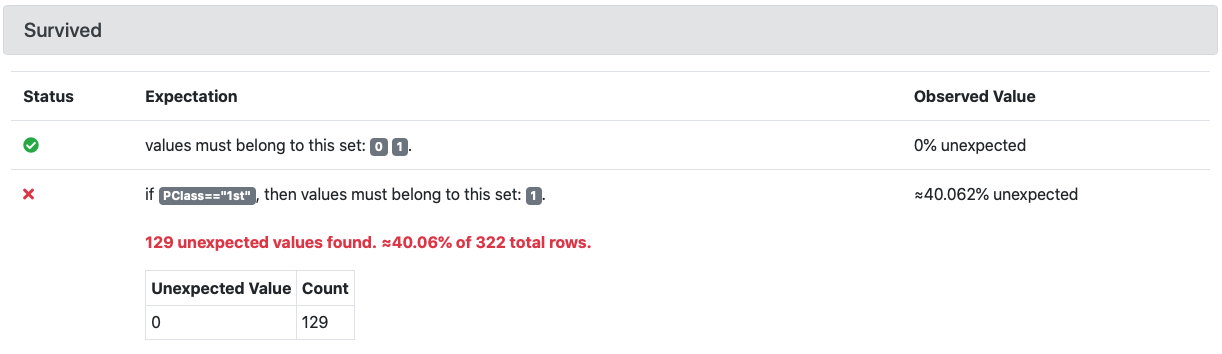 Survived
Status Expectation Observed Value
values must belong to this set: 0 1. 0% unexpected
if PClass=="1st", then values must belong to this set: 1. ≈40.062% unexpected
129 unexpected values found. ≈40.06% of 322 total rows.
Unexpected Value Count
0 129